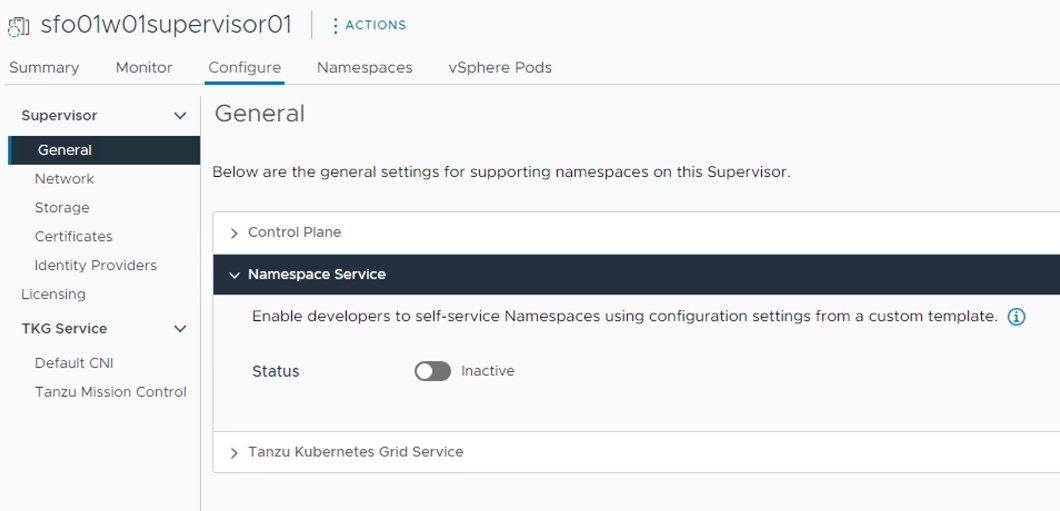 sfo01w01supervisor01
ACTIONS
Summary
Monitor
Configure
Namespaces
vSphere Pods
Supervisor
General
Network
Storage
Certificates
Identity Providers
Licensing
TKG Service
Default CNI
Tanzu Mission Control
General
Below are the general settings for supporting namespaces on this Supervisor.
Control Plane
Namespace Service
Enable developers to self-service Namespaces using configuration settings from a custom template.
Status
Inactive
Tanzu Kubernetes Grid Service